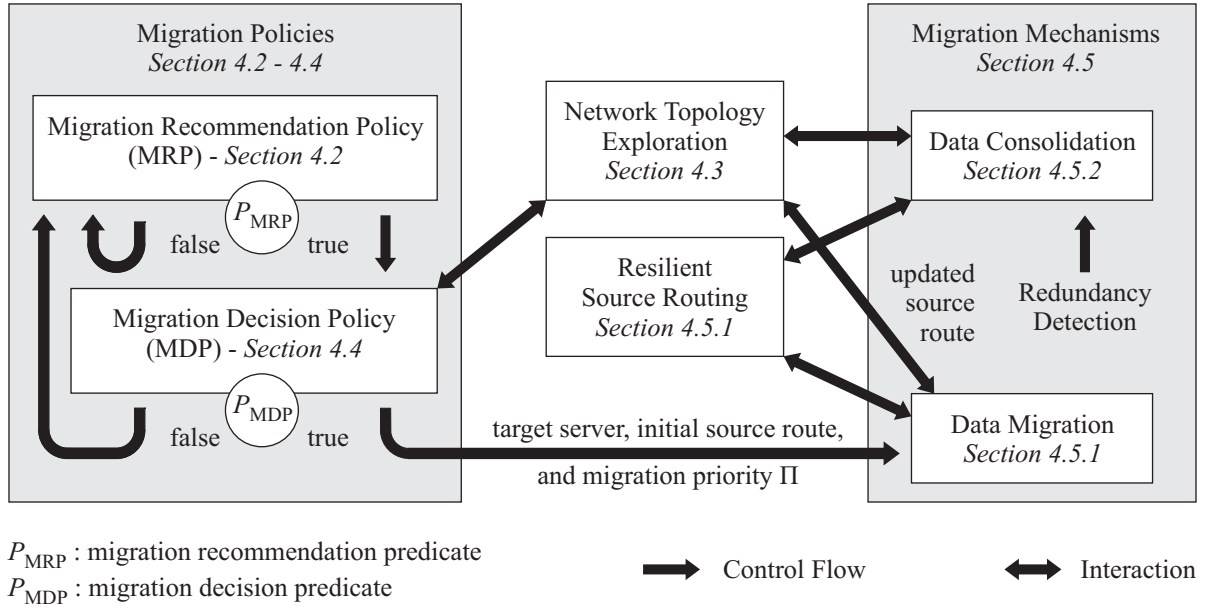 Migration Policies
Section 4.2 - 4.4
Migration Recommendation Policy
(MRP) - Section 4.2
P_MRP
false
true
Migration Decision Policy
(MDP) - Section 4.4
P_MDP
false
true
Network Topology
Exploration
Section 4.3
Resilient
Source Routing
Section 4.5.1
target server, initial source route,
and migration priority Π
Migration Mechanisms
Section 4.5
Data Consolidation
Section 4.5.2
updated
source
route
Redundancy
Detection
Data Migration
Section 4.5.1
P_MRP : migration recommendation predicate
P_MDP : migration decision predicate
Control Flow
Interaction